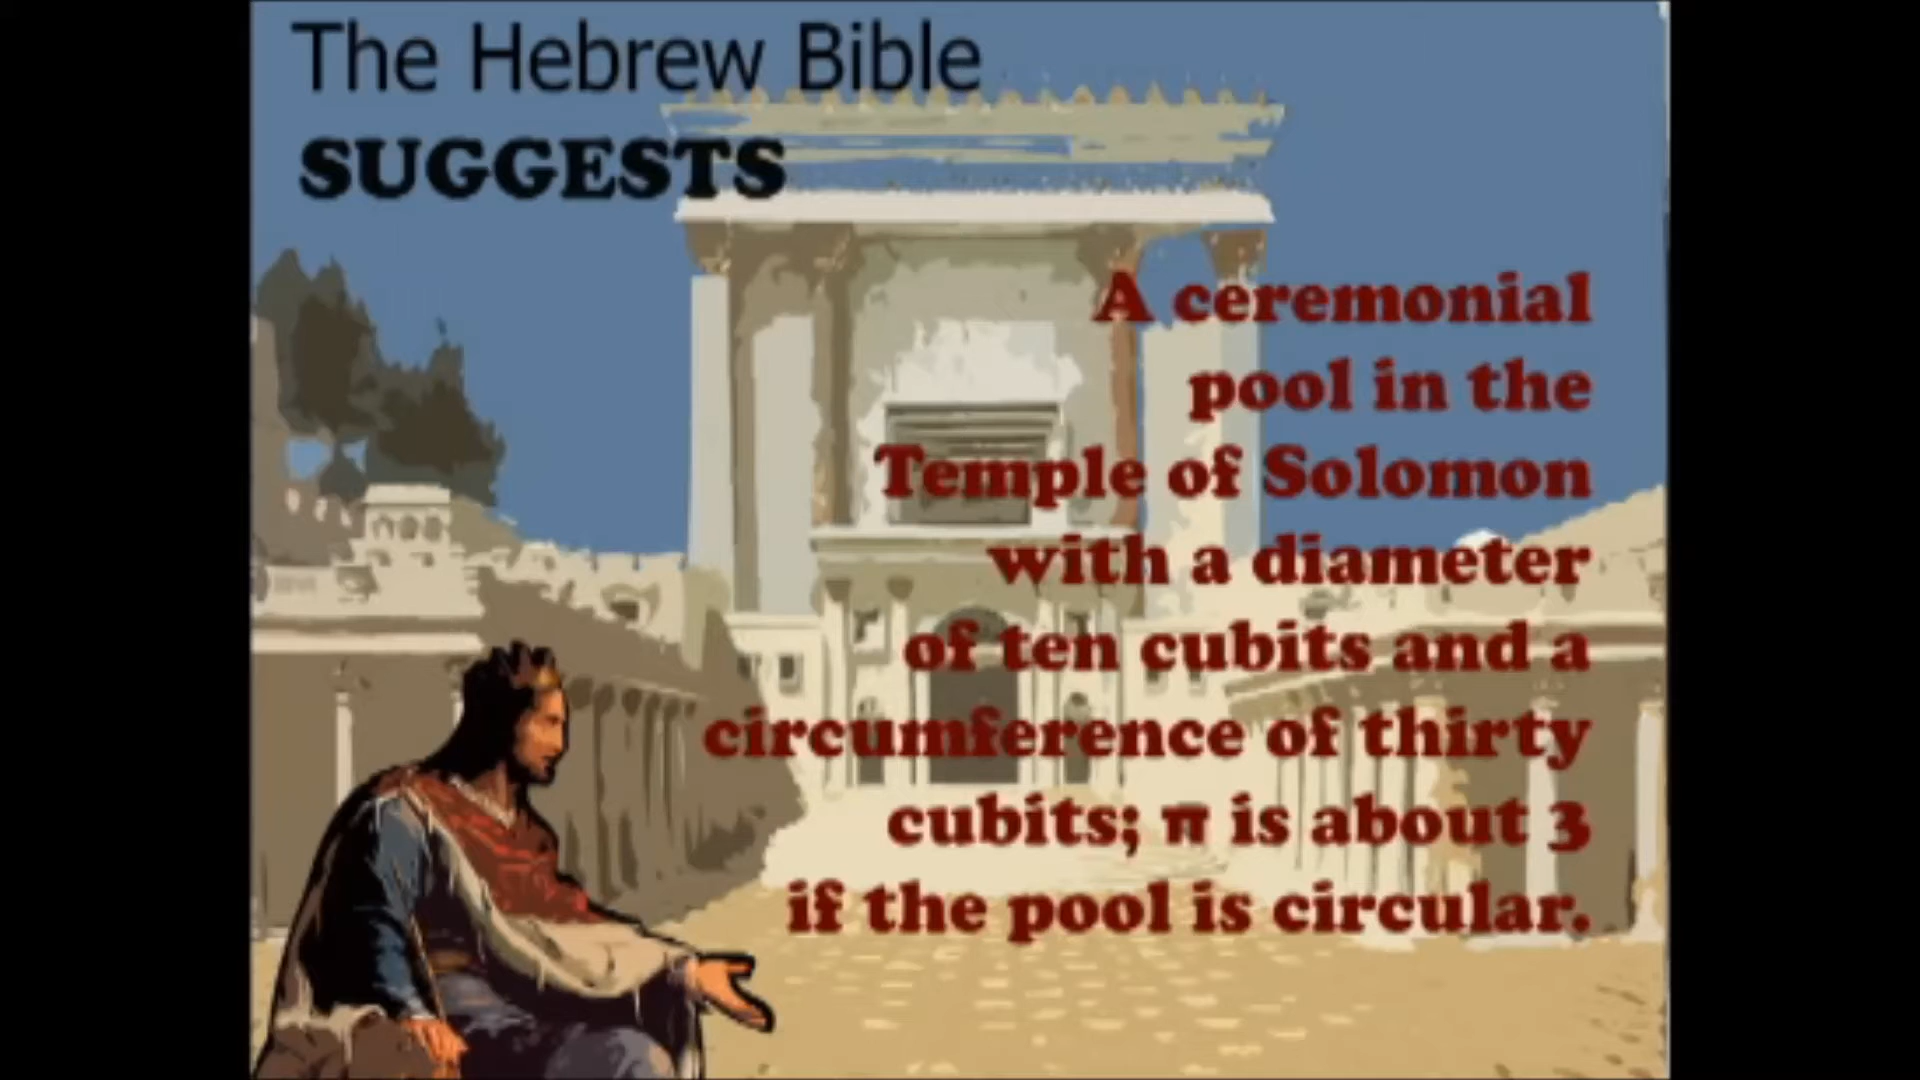 The Hebrew Bible
SUGGESTS
A ceremonial
pool in the
Temple of Solomon
with a diameter
of ten cubits and a
circumference of thirty
cubits; π is about 3
if the pool is circular.